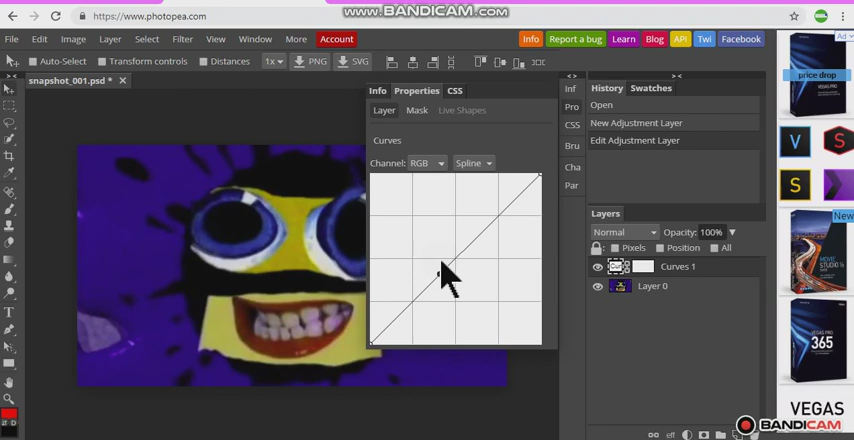 https://www.photopea.com
www.BANDICAM.com
File Edit Image Layer Select Filter View Window More Account
Info Report a bug Learn Blog API Twi Facebook
Ad
Auto-Select Transform controls Distances 1x PNG SVG
price drop
snapshot_001.psd *
Info Properties CSS
Inf
History Swatches
Layer Mask Live Shapes
Pro
Open
CSS
New Adjustment Layer
Curves
Bru
Edit Adjustment Layer
Channel: RGB Spline
Cha
Par
V S
S
New
Layers
Normal Opacity: 100%
Pixels Position All
Curves 1
Layer 0
MOVIE
STUDIO 16
VEGAS
PRO
365
T
VEGAS
eff
BANDICAM
D